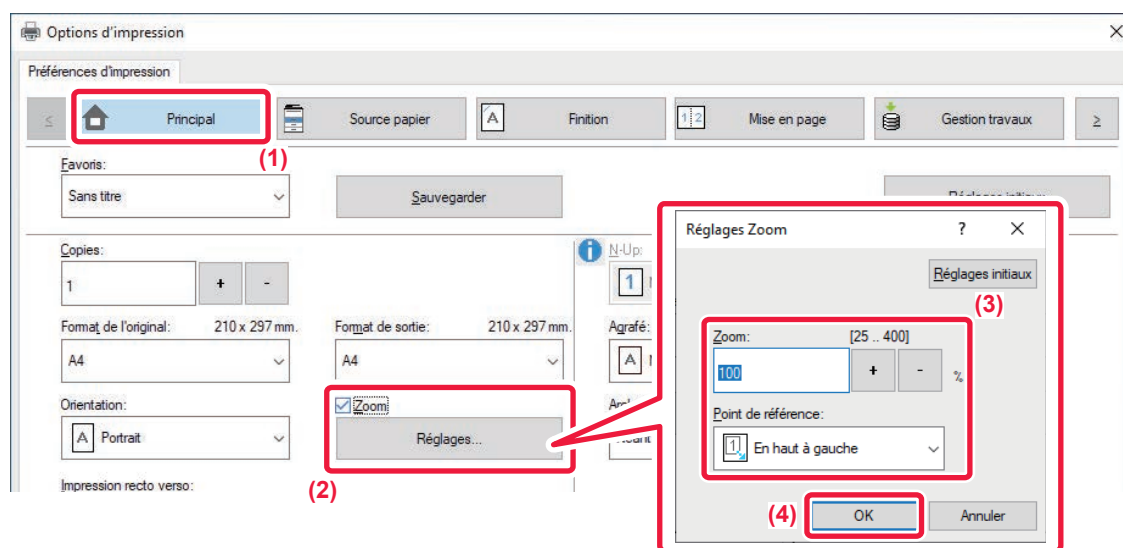 Options d'impression
Préférences d'impression
Principal
Source papier
Finition
Mise en page
Gestion travaux
(1)
Favoris:
Sans titre
Sauvegarder
Copies:
1
+ -
N-Up:
1
Format de l'original: 210 x 297 mm.
Format de sortie: 210 x 297 mm.
Agrafé:
A4
A4
Orientation:
Zoom
Portrait
Réglages...
(2)
Impression recto verso:
Réglages Zoom
Réglages initiaux
(3)
Zoom: [25 .. 400]
100 + - %
Point de référence:
1 En haut à gauche
(4)
OK
Annuler